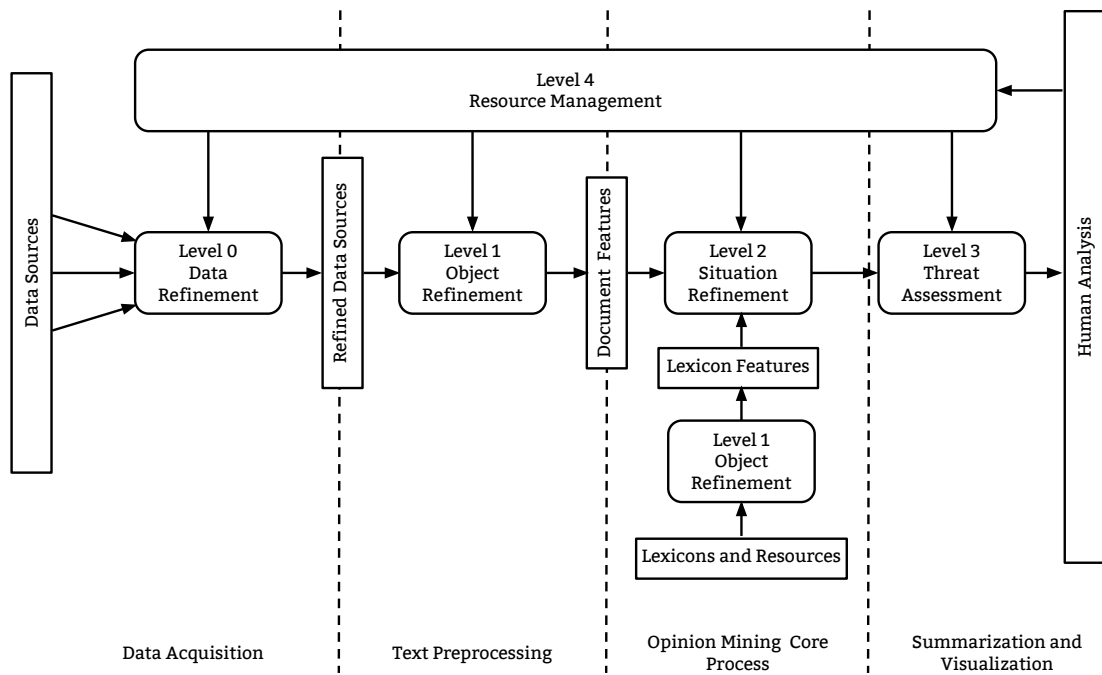 Level 4
Resource Management
Data Sources
Level 0
Data
Refinement
Refined Data Sources
Level 1
Object
Refinement
Document Features
Level 2
Situation
Refinement
Level 3
Threat
Assessment
Human Analysis
Lexicon Features
Level 1
Object
Refinement
Lexicons and Resources
Data Acquisition
Text Preprocessing
Opinion Mining Core
Process
Summarization and
Visualization